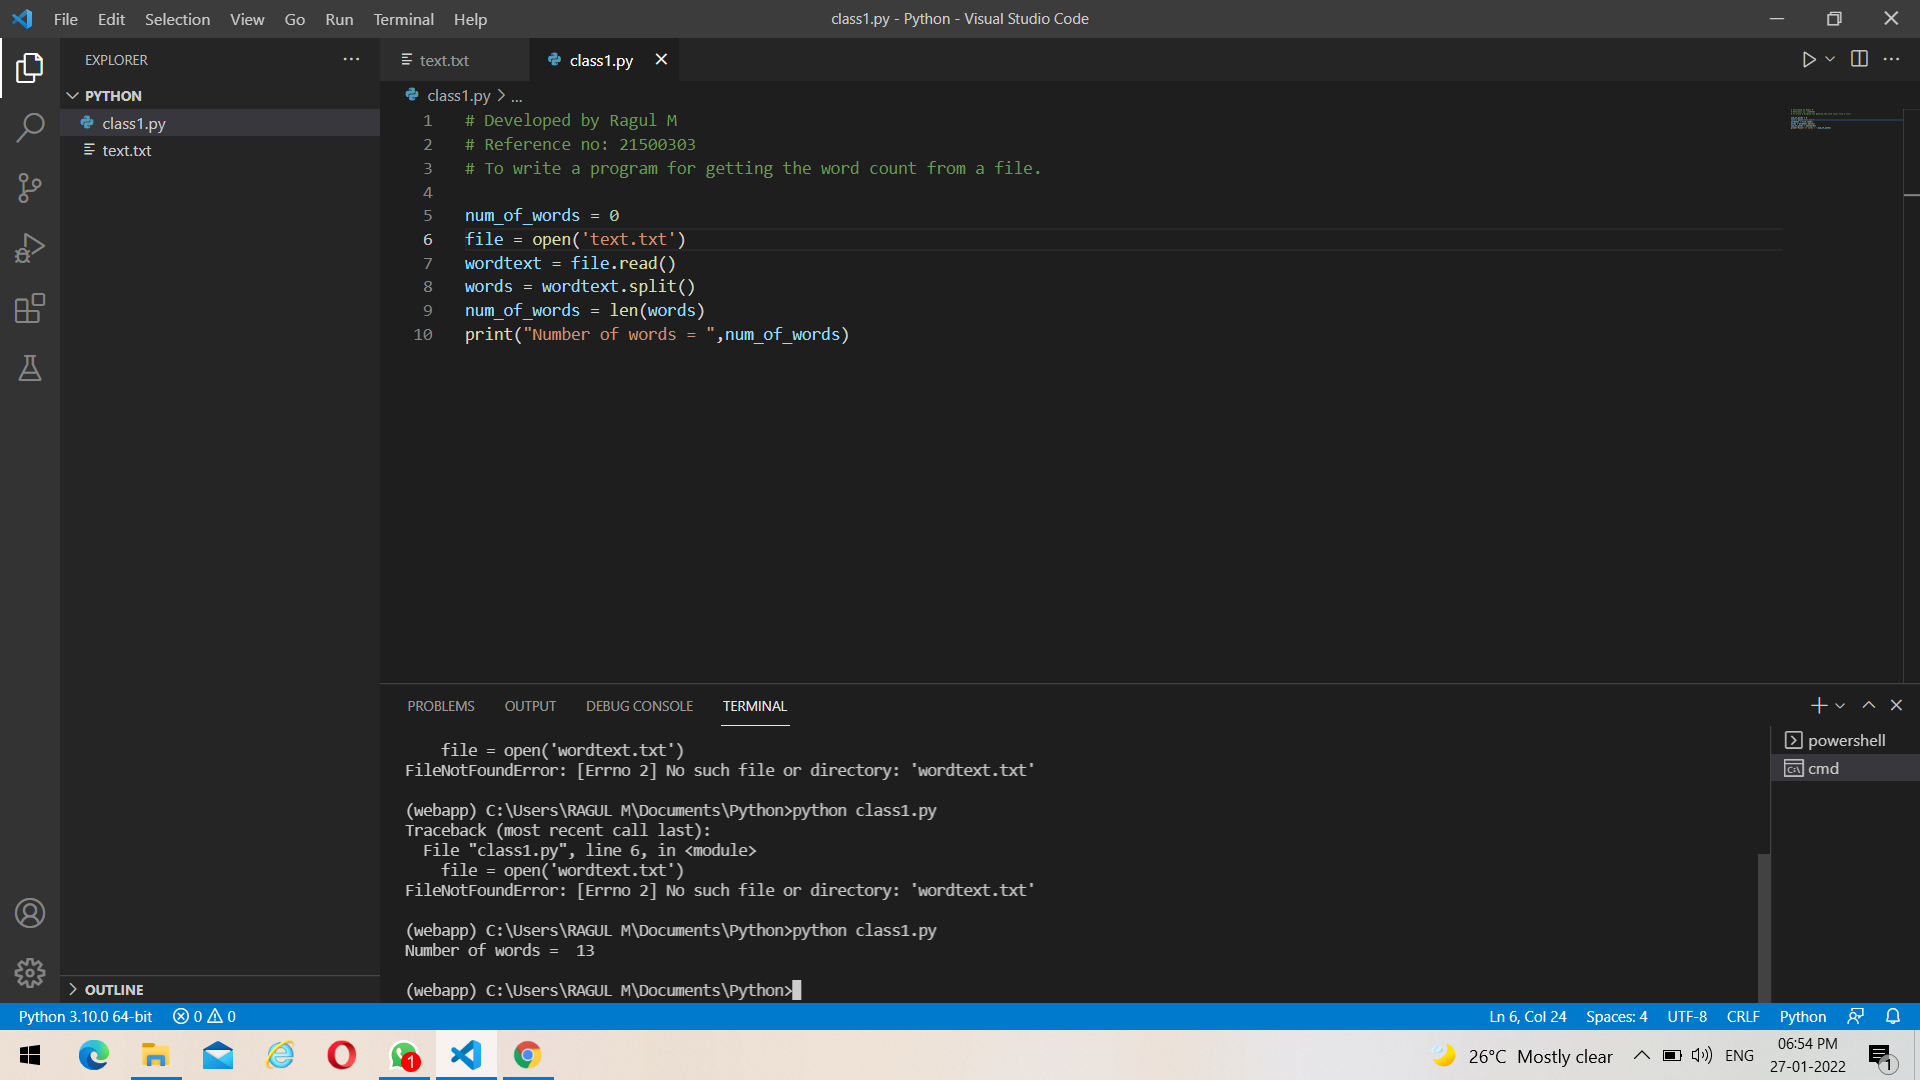 File Edit Selection View Go Run Terminal Help
class1.py - Python - Visual Studio Code
EXPLORER
PYTHON
class1.py
text.txt
OUTLINE
text.txt
class1.py
class1.py > ...
1 # Developed by Ragul M
2 # Reference no: 21500303
3 # To write a program for getting the word count from a file.
4
5 num_of_words = 0
6 file = open('text.txt')
7 wordtext = file.read()
8 words = wordtext.split()
9 num_of_words = len(words)
10 print("Number of words = ",num_of_words)
PROBLEMS OUTPUT DEBUG CONSOLE TERMINAL
file = open('wordtext.txt')
FileNotFoundError: [Errno 2] No such file or directory: 'wordtext.txt'
(webapp) C:\Users\RAGUL M\Documents\Python>python class1.py
Traceback (most recent call last):
File "class1.py", line 6, in <module>
file = open('wordtext.txt')
FileNotFoundError: [Errno 2] No such file or directory: 'wordtext.txt'
(webapp) C:\Users\RAGUL M\Documents\Python>python class1.py
Number of words =  13
(webapp) C:\Users\RAGUL M\Documents\Python>
powershell
cmd
Python 3.10.0 64-bit 0 0
Ln 6, Col 24 Spaces: 4 UTF-8 CRLF Python
1
26°C Mostly clear
ENG
06:54 PM
27-01-2022
1